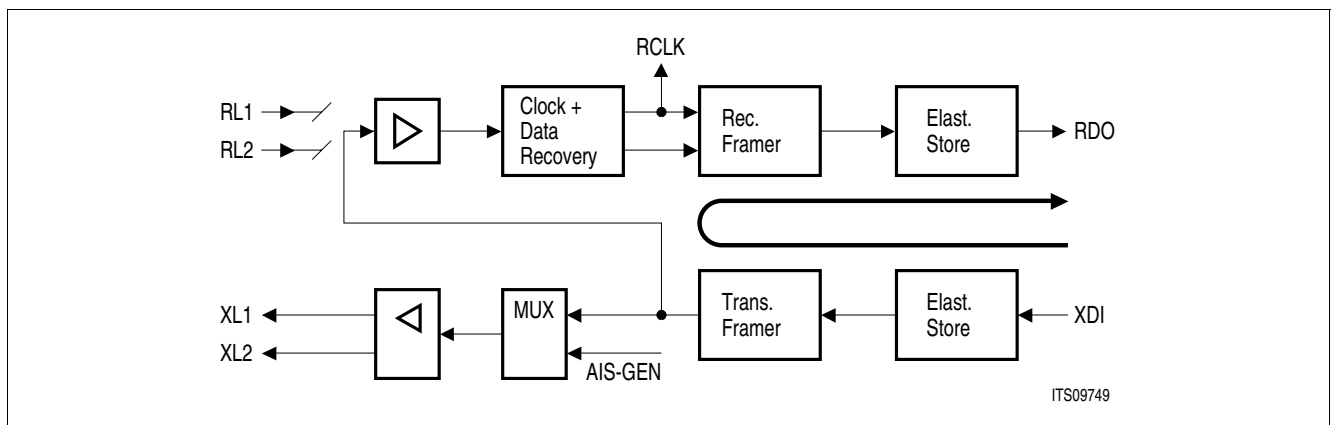 RCLK
RL1
RL2
Clock +
Data
Recovery
Rec.
Framer
Elast.
Store
RDO
XL1
XL2
MUX
AIS-GEN
Trans.
Framer
Elast.
Store
XDI
ITS09749